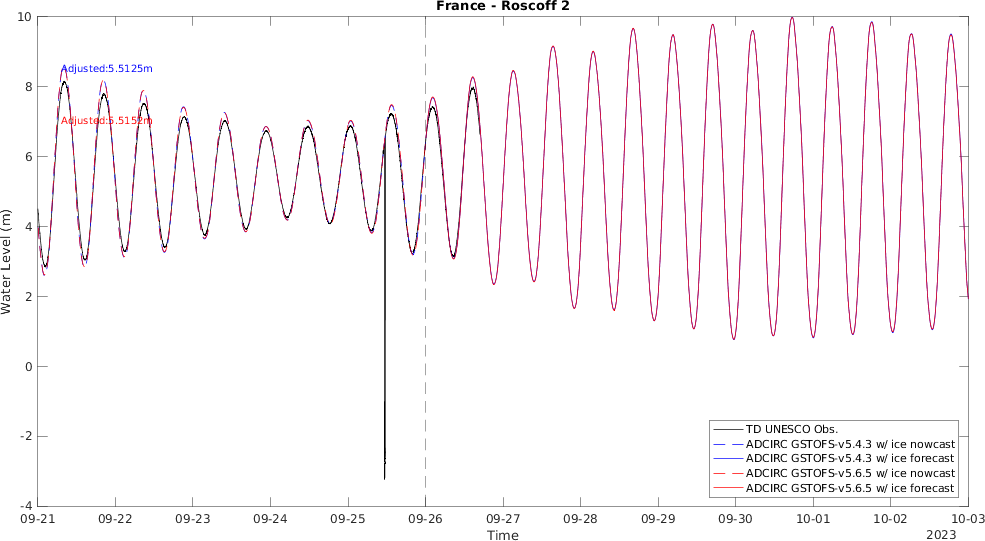 France - Roscoff 2
10
8
6
4
2
0
-2
-4
Water Level (m)
Adjusted:5.5125m
Adjusted:5.5152m
TD UNESCO Obs.
ADCIRC GSTOFS-v5.4.3 w/ ice nowcast
ADCIRC GSTOFS-v5.4.3 w/ ice forecast
ADCIRC GSTOFS-v5.6.5 w/ ice nowcast
ADCIRC GSTOFS-v5.6.5 w/ ice forecast
09-21 09-22 09-23 09-24 09-25 09-26 09-27 09-28 09-29 09-30 10-01 10-02 10-03
Time
2023